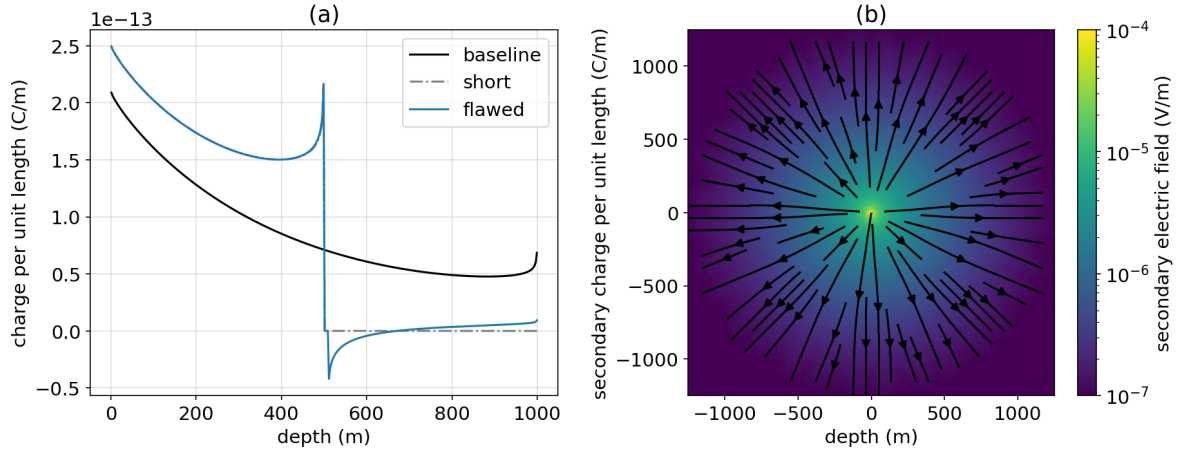 (a)
1e−13
charge per unit length (C/m)
2.5
2.0
1.5
1.0
0.5
0.0
−0.5
baseline
short
flawed
0 200 400 600 800 1000
depth (m)
(b)
secondary charge per unit length (C/m)
1000
500
0
−500
−1000
−1000 −500 0 500 1000
depth (m)
10⁻⁴
10⁻⁵
10⁻⁶
10⁻⁷
secondary electric field (V/m)